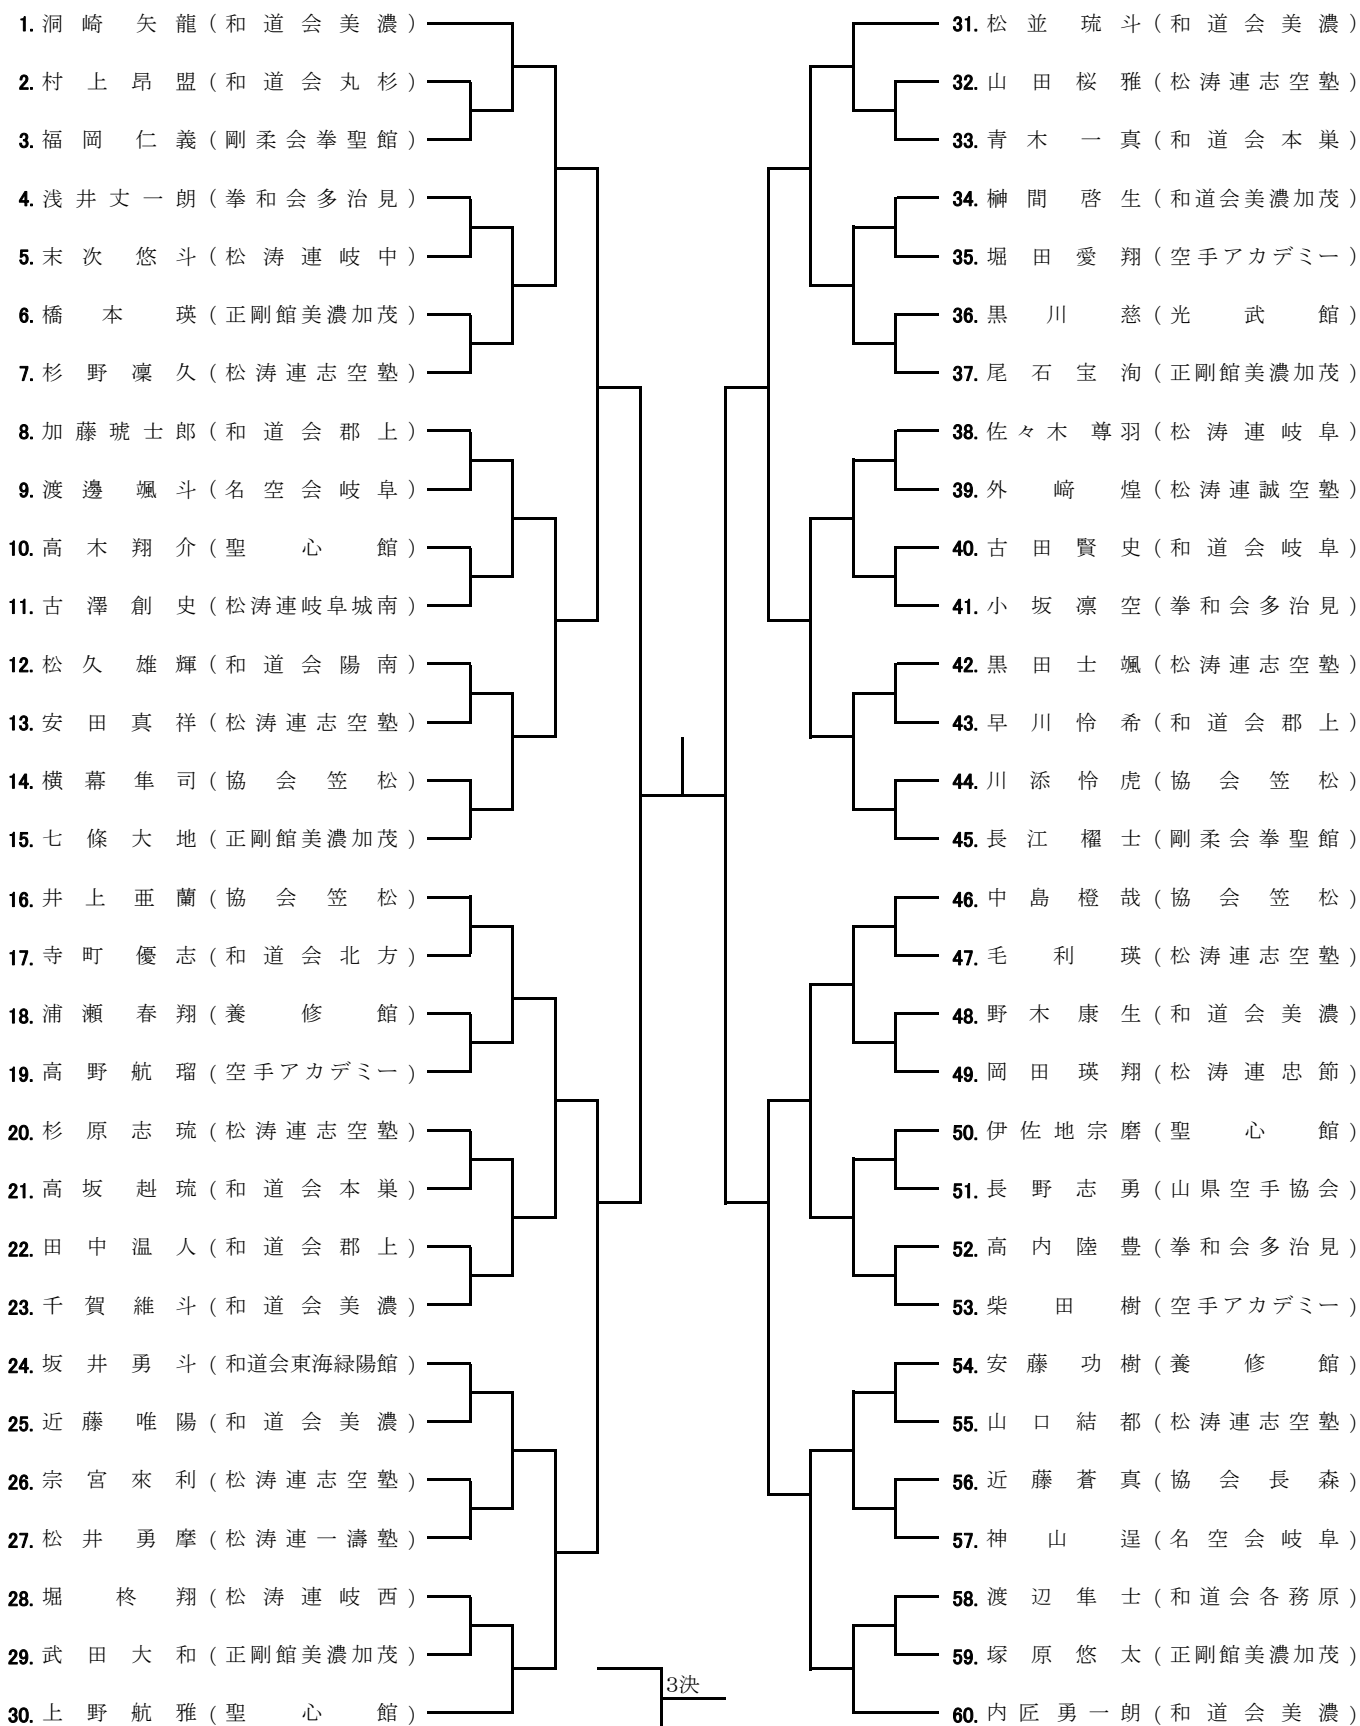 1. 洞崎矢龍(和道会美濃)
2. 村上昂盟(和道会丸杉)
3. 福岡仁義(剛柔会拳聖館)
4. 浅井丈一朗(拳和会多治見)
5. 末次悠斗(松涛連岐中)
6. 橋本瑛(正剛館美濃加茂)
7. 杉野凜久(松涛連志空塾)
8. 加藤琥士郎(和道会郡上)
9. 渡邊颯斗(名空会岐阜)
10. 高木翔介(聖心館)
11. 古澤創史(松涛連岐阜城南)
12. 松久雄輝(和道会陽南)
13. 安田真祥(松涛連志空塾)
14. 横幕隼司(協会笠松)
15. 七條大地(正剛館美濃加茂)
16. 井上亜蘭(協会笠松)
17. 寺町優志(和道会北方)
18. 浦瀬春翔(養修館)
19. 高野航瑠(空手アカデミー)
20. 杉原志琉(松涛連志空塾)
21. 高坂赳琉(和道会本巣)
22. 田中温人(和道会郡上)
23. 千賀維斗(和道会美濃)
24. 坂井勇斗(和道会東海緑陽館)
25. 近藤唯陽(和道会美濃)
26. 宗宮來利(松涛連志空塾)
27. 松井勇摩(松涛連一濤塾)
28. 堀柊翔(松涛連岐西)
29. 武田大和(正剛館美濃加茂)
30. 上野航雅(聖心館)
3決
31. 松並琉斗(和道会美濃)
32. 山田桜雅(松涛連志空塾)
33. 青木一真(和道会本巣)
34. 榊間啓生(和道会美濃加茂)
35. 堀田愛翔(空手アカデミー)
36. 黒川慈(光武館)
37. 尾石宝洵(正剛館美濃加茂)
38. 佐々木尊羽(松涛連岐阜)
39. 外﨑煌(松涛連誠空塾)
40. 古田賢史(和道会岐阜)
41. 小坂凛空(拳和会多治見)
42. 黒田士颯(松涛連志空塾)
43. 早川怜希(和道会郡上)
44. 川添怜虎(協会笠松)
45. 長江櫂士(剛柔会拳聖館)
46. 中島橙哉(協会笠松)
47. 毛利瑛(松涛連志空塾)
48. 野木康生(和道会美濃)
49. 岡田瑛翔(松涛連忠節)
50. 伊佐地宗磨(聖心館)
51. 長野志勇(山県空手協会)
52. 高内陸豊(拳和会多治見)
53. 柴田樹(空手アカデミー)
54. 安藤功樹(養修館)
55. 山口結都(松涛連志空塾)
56. 近藤蒼真(協会長森)
57. 神山逞(名空会岐阜)
58. 渡辺隼士(和道会各務原)
59. 塚原悠太(正剛館美濃加茂)
60. 内匠勇一朗(和道会美濃)